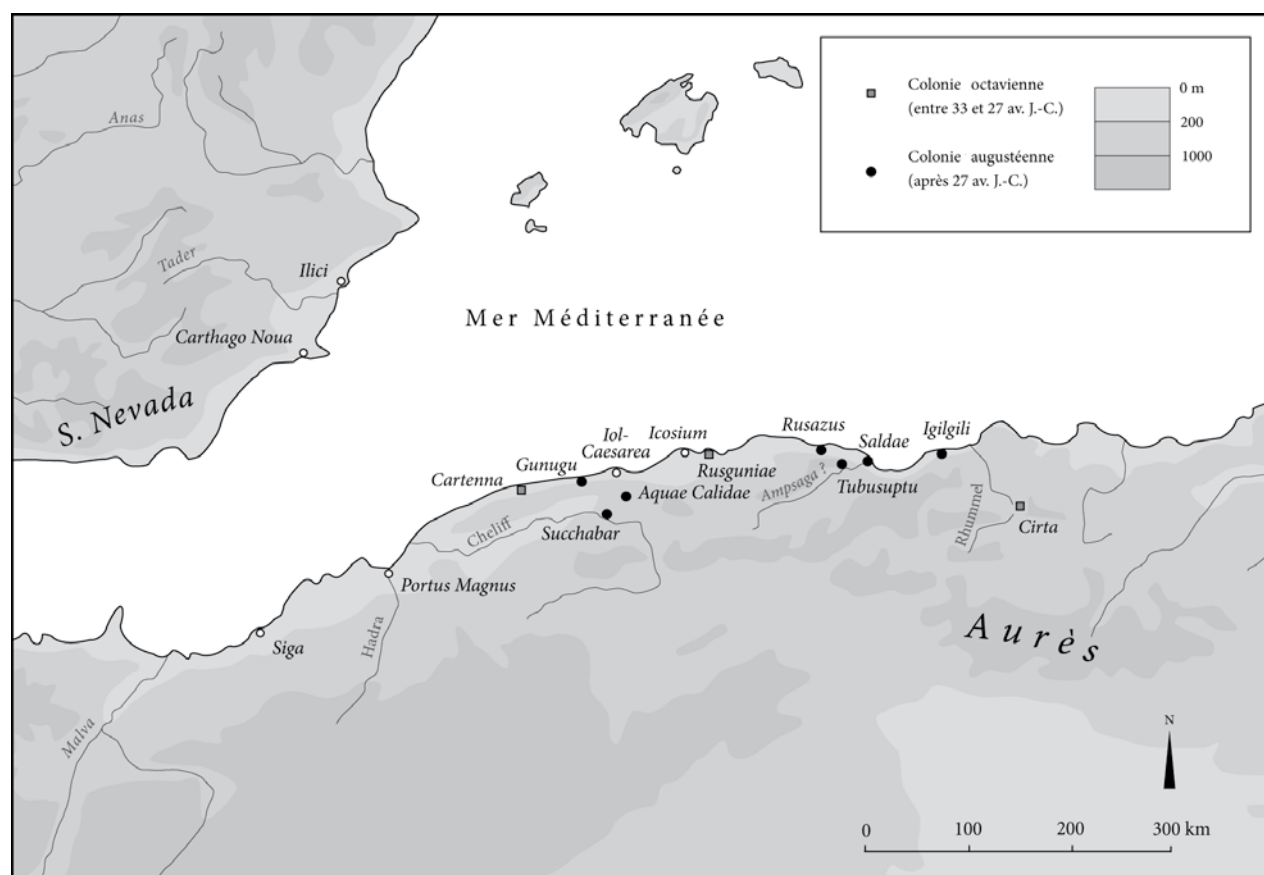 Colonie octavienne
(entre 33 et 27 av. J.-C.)
Colonie augustéenne
(après 27 av. J.-C.)
0 m
200
1000
Anas
Tader
Ilici
Carthago Noua
S. Nevada
Mer Méditerranée
Cartenna
Gunugu
Iol-
Caesarea
Icosium
Rusguniae
Rusazus
Saldae
Igilgili
Ampsaga ?
Tubusuptu
Aquae Calidae
Cheliff
Succhabar
Rhummel
Cirta
Portus Magnus
Siga
Hadra
Malva
Aurès
N
0
100
200
300 km